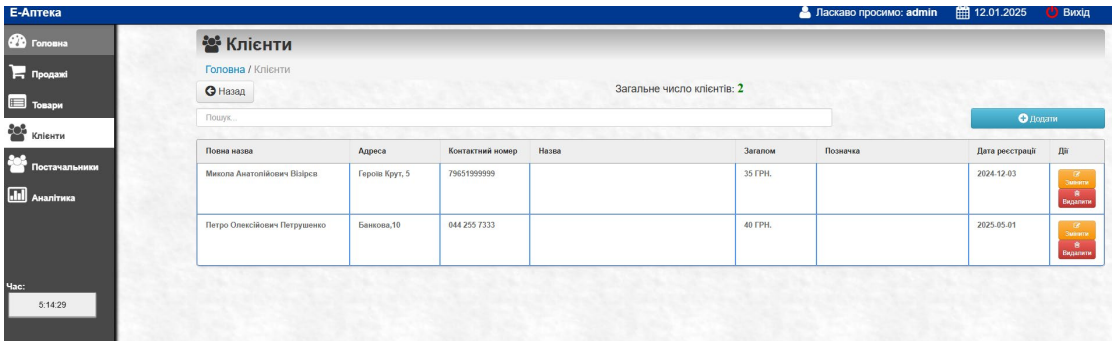 Е-Аптека
Ласкаво просимо: admin 12.01.2025 Вихід
Головна
Продажі
Товари
Клієнти
Постачальники
Аналітика
Час:
5:14:29
Клієнти
Головна / Клієнти
Назад
Загальне число клієнтів: 2
Пошук...
Додати
Повна назва Адреса Контактний номер Назва Загалом Позначка Дата реєстрації Дії
Микола Анатолійович Візірєв Героїв Крут, 5 79651999999 35 ГРН. 2024-12-03
Змінити
Видалити
Петро Олексійович Петрушенко Банкова,10 044 255 7333 40 ГРН. 2025-05-01
Змінити
Видалити